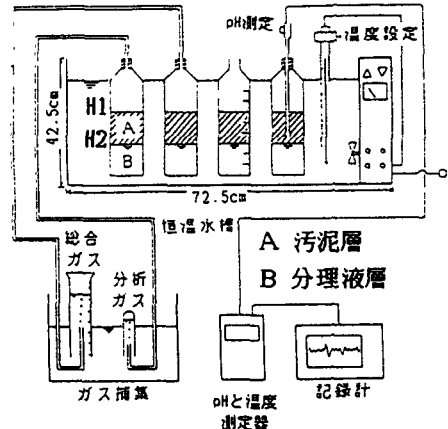 pH測定
温度設定
H1
A
H2
B
42.5cm
72.5cm
恒温水槽
総合
ガス
分析
ガス
A 汚泥層
B 分理液層
ガス捕集
pHと温度
測定器
記録計